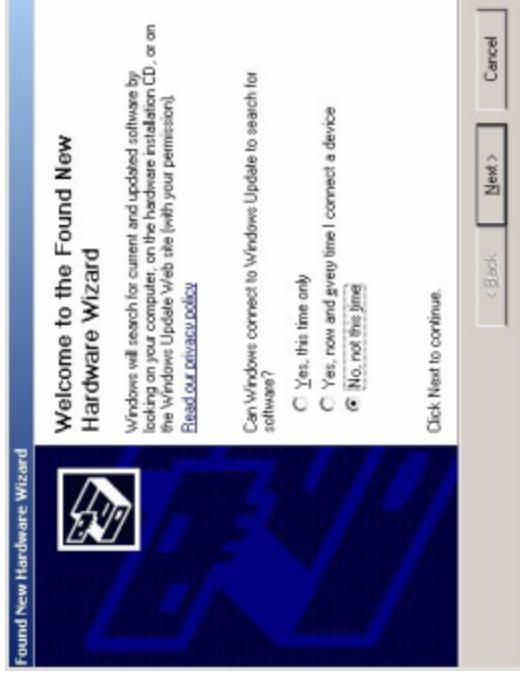 Found New Hardware Wizard
Welcome to the Found New
Hardware Wizard
Windows will search for current and updated software by
looking on your computer, on the hardware installation CD, or on
the Windows Update Web site (with your permission).
Read our privacy policy
Can Windows connect to Windows Update to search for
software?
Yes, this time only
Yes, now and every time I connect a device
No, not this time
Click Next to continue.
< Back
Next >
Cancel